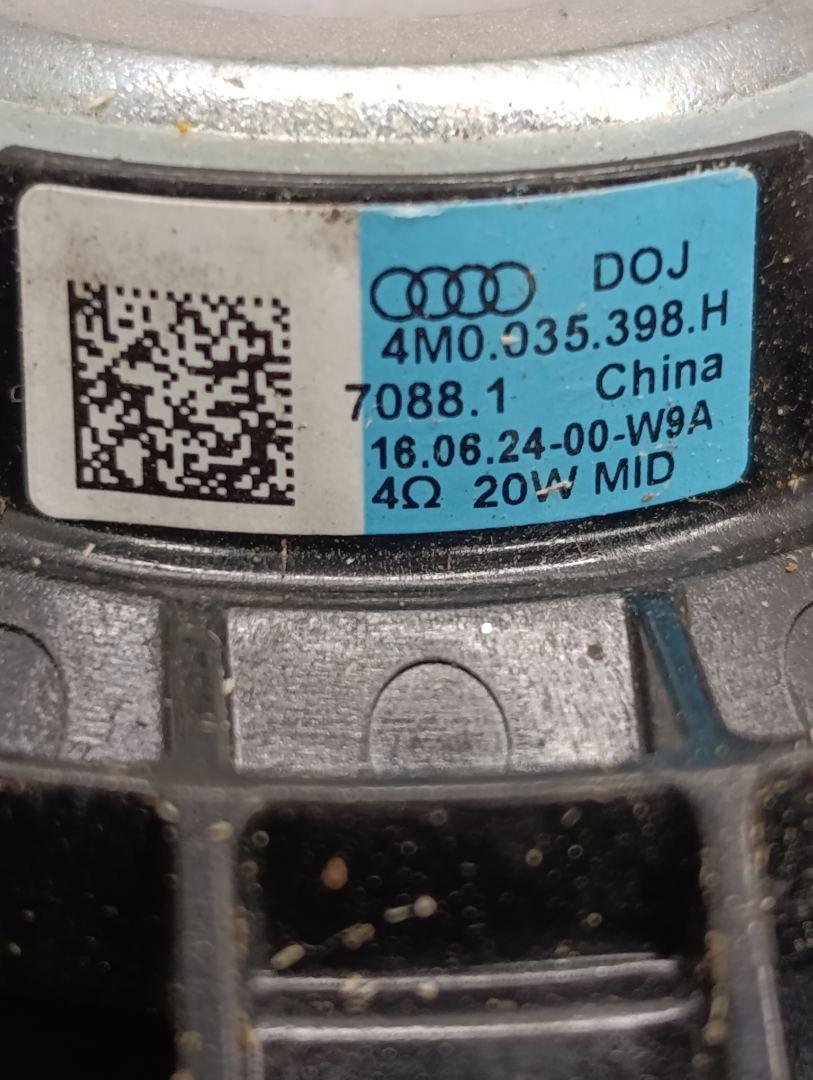 DOJ
4M0.035.398.H
7088.1 China
16.06.24-00-W9A
4Ω 20W MID